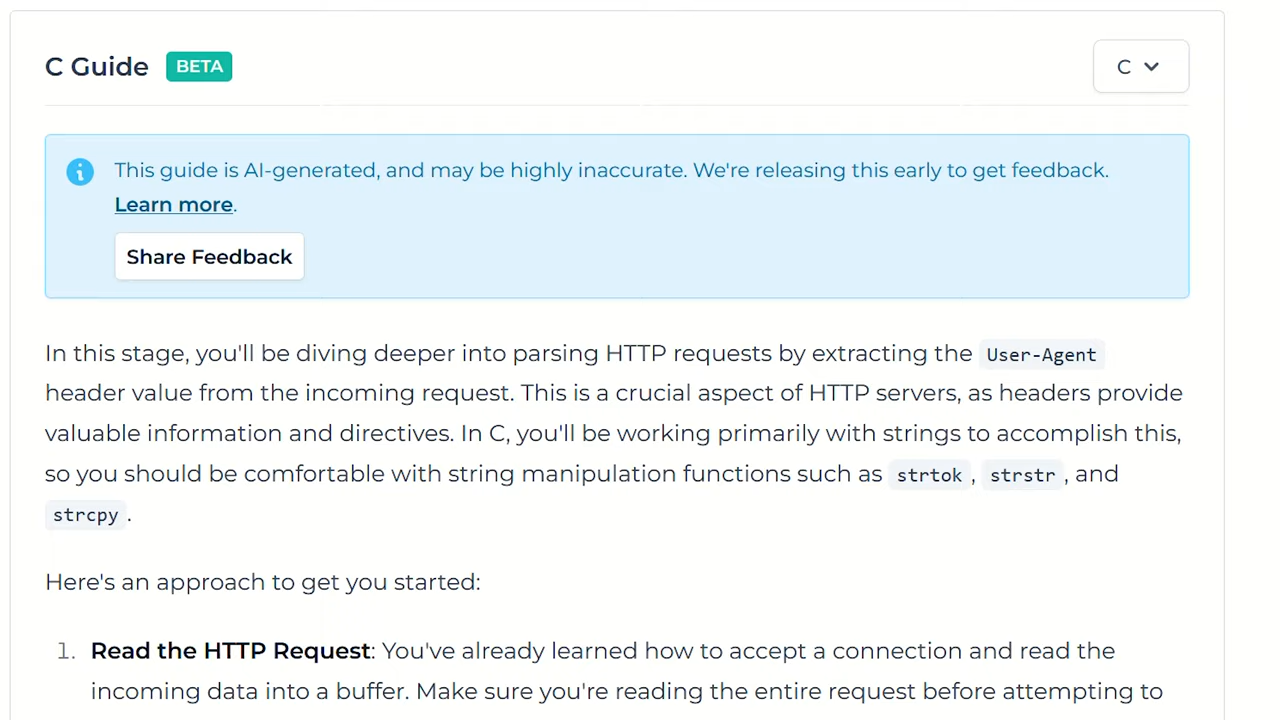 C Guide BETA C
This guide is AI-generated, and may be highly inaccurate. We're releasing this early to get feedback.
Learn more.
Share Feedback
In this stage, you'll be diving deeper into parsing HTTP requests by extracting the User-Agent
header value from the incoming request. This is a crucial aspect of HTTP servers, as headers provide
valuable information and directives. In C, you'll be working primarily with strings to accomplish this,
so you should be comfortable with string manipulation functions such as strtok, strstr, and
strcpy.
Here's an approach to get you started:
1. Read the HTTP Request: You've already learned how to accept a connection and read the
incoming data into a buffer. Make sure you're reading the entire request before attempting to